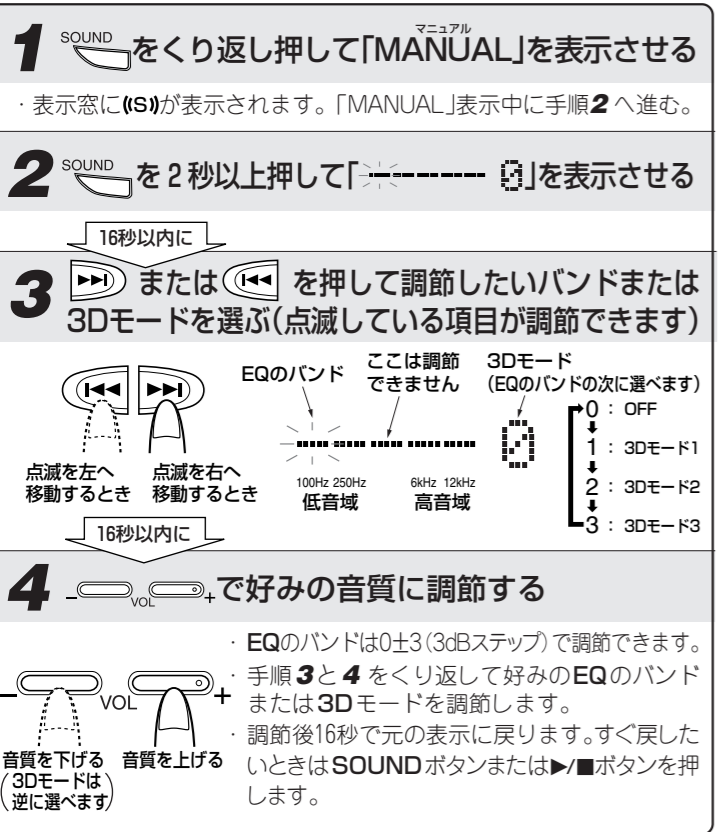 マニュアル
1 SOUND をくり返し押して「MANUAL」を表示させる
・表示窓に((S))が表示されます。「MANUAL」表示中に手順2へ進む。
2 SOUND を2秒以上押して「------- 0」を表示させる
16秒以内に
3 ▶▶| または |◀◀ を押して調節したいバンドまたは
3Dモードを選ぶ(点滅している項目が調節できます)
EQのバンド
ここは調節
できません
3Dモード
(EQのバンドの次に選べます)
0 : OFF
1 : 3Dモード1
2 : 3Dモード2
3 : 3Dモード3
0
100Hz 250Hz
低音域
6kHz 12kHz
高音域
点滅を左へ
移動するとき
点滅を右へ
移動するとき
16秒以内に
4 - VOL + で好みの音質に調節する
- VOL +
音質を下げる
(3Dモードは
逆に選べます)
音質を上げる
・EQのバンドは0±3(3dBステップ)で調節できます。
・手順3と4をくり返して好みのEQのバンド
または3Dモードを調節します。
・調節後16秒で元の表示に戻ります。すぐ戻した
いときはSOUNDボタンまたは▶/■ボタンを押
します。